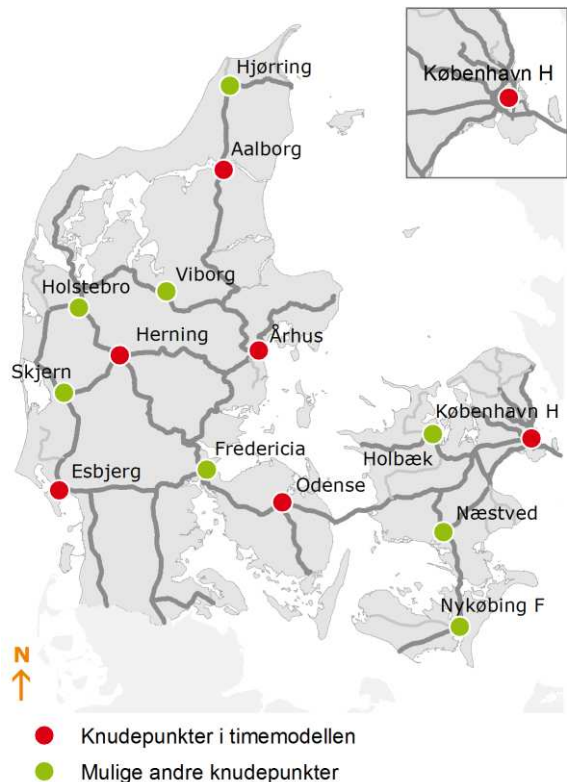 København H
Hjørring
Aalborg
Viborg
Holstebro
Herning
Århus
Skjern
København H
Fredericia
Holbæk
Esbjerg
Odense
Næstved
Nykøbing F
N
Knudepunkter i timemodellen
Mulige andre knudepunkter